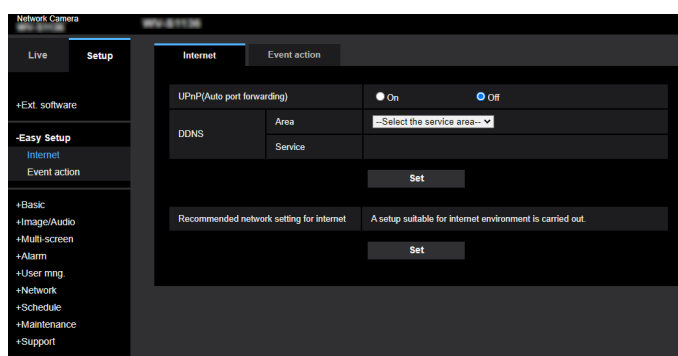 Network Camera
Live Setup
+Ext. software
-Easy Setup
Internet
Event action
+Basic
+Image/Audio
+Multi-screen
+Alarm
+User mng.
+Network
+Schedule
+Maintenance
+Support
Internet Event action
UPnP(Auto port forwarding) On Off
DDNS
Area --Select the service area--
Service
Set
Recommended network setting for internet A setup suitable for internet environment is carried out.
Set